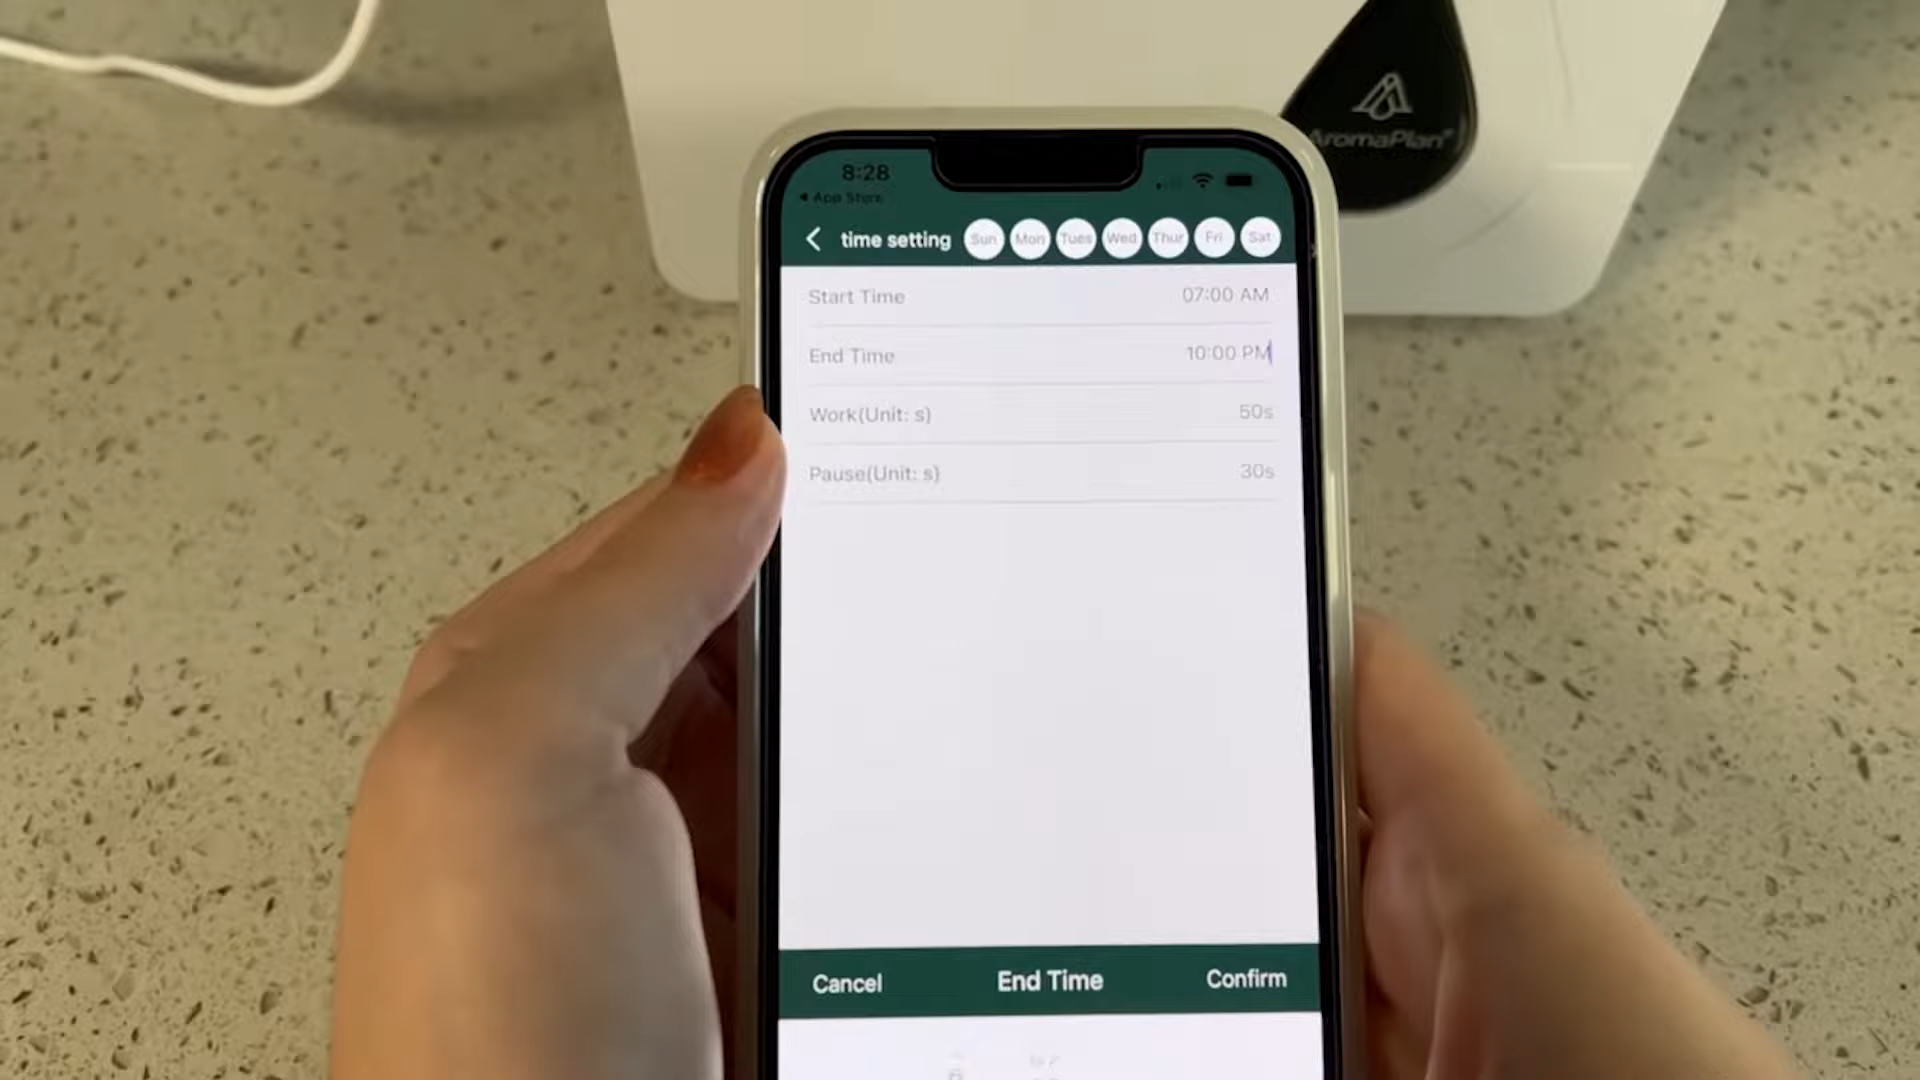 AromaPlan
8:28
App Store
time setting Sun Mon Tues Wed Thur Fri Sat
Start Time 07:00 AM
End Time 10:00 PM
Work(Unit: s) 50s
Pause(Unit: s) 30s
Cancel End Time Confirm